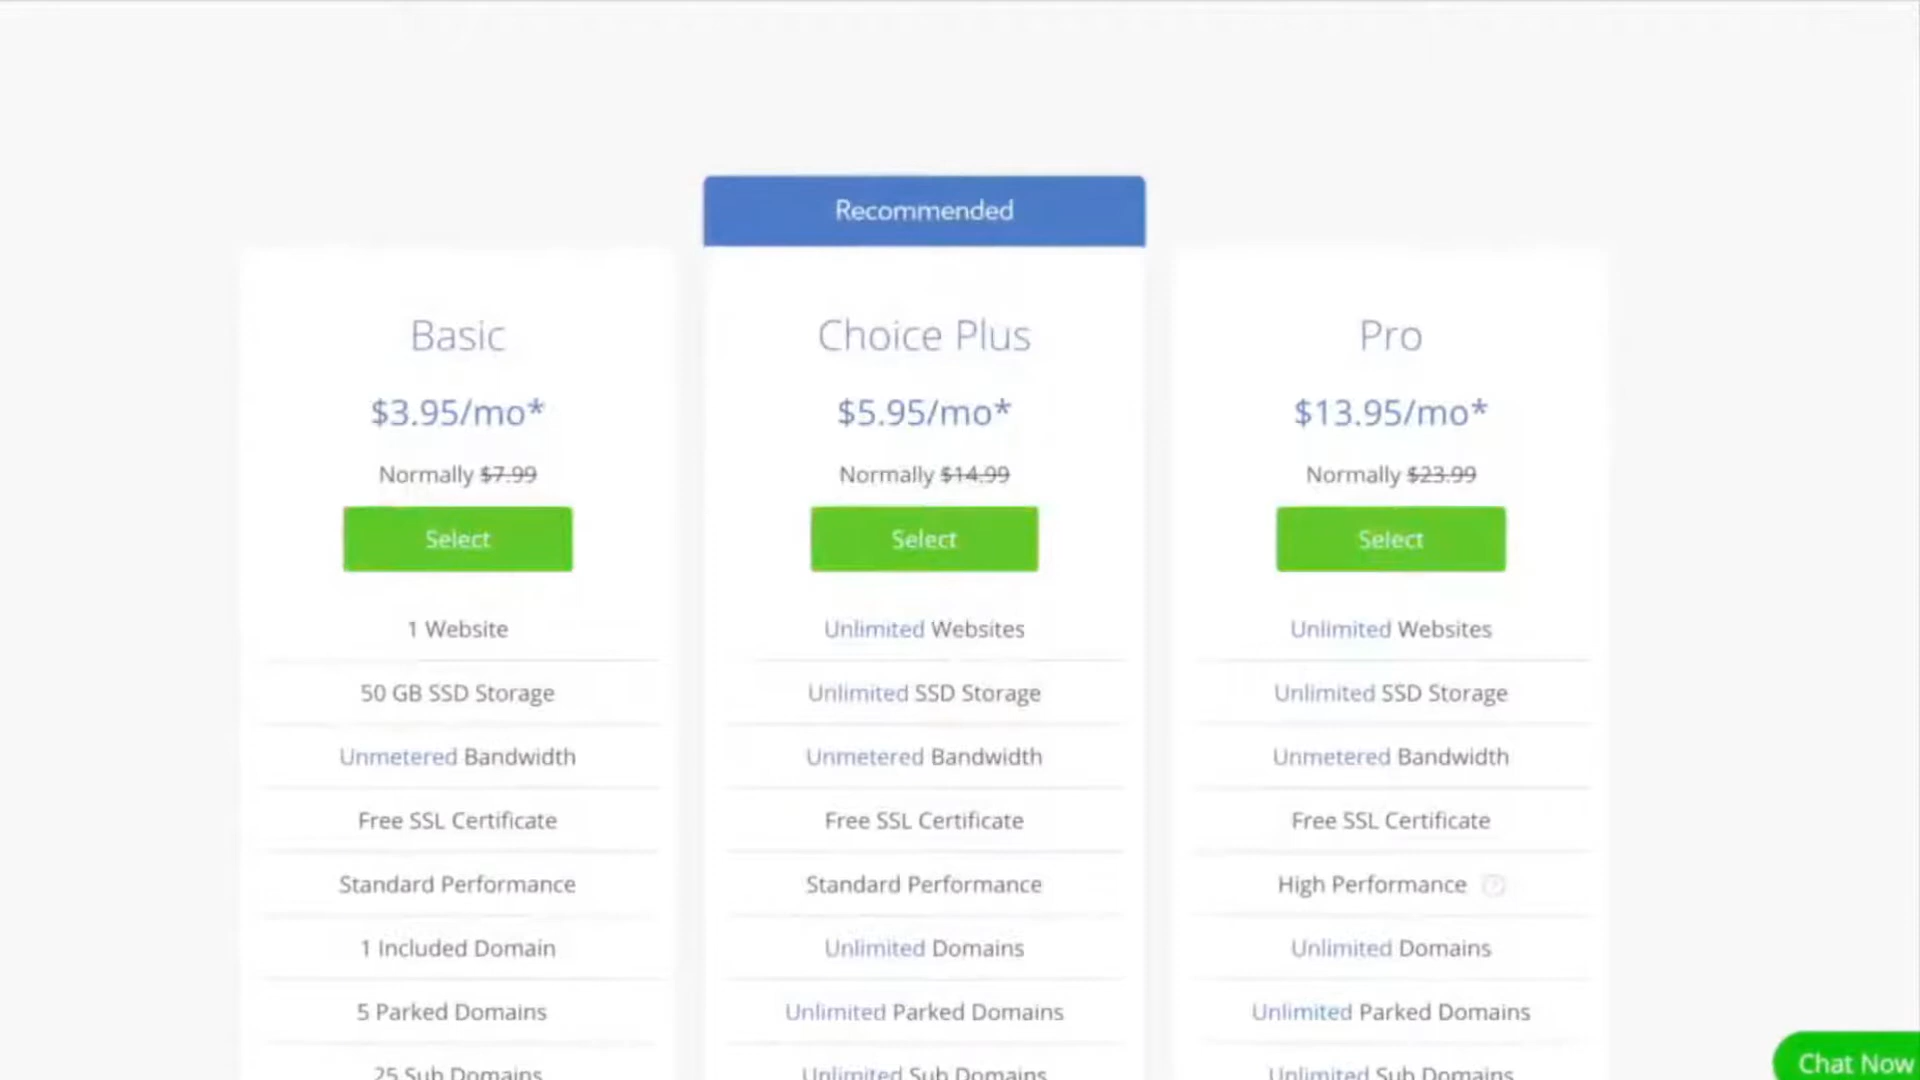 Recommended
Basic
$3.95/mo*
Normally $7.99
Select
1 Website
50 GB SSD Storage
Unmetered Bandwidth
Free SSL Certificate
Standard Performance
1 Included Domain
5 Parked Domains
25 Sub Domains
Choice Plus
$5.95/mo*
Normally $14.99
Select
Unlimited Websites
Unlimited SSD Storage
Unmetered Bandwidth
Free SSL Certificate
Standard Performance
Unlimited Domains
Unlimited Parked Domains
Unlimited Sub Domains
Pro
$13.95/mo*
Normally $23.99
Select
Unlimited Websites
Unlimited SSD Storage
Unmetered Bandwidth
Free SSL Certificate
High Performance ?
Unlimited Domains
Unlimited Parked Domains
Unlimited Sub Domains
Chat Now